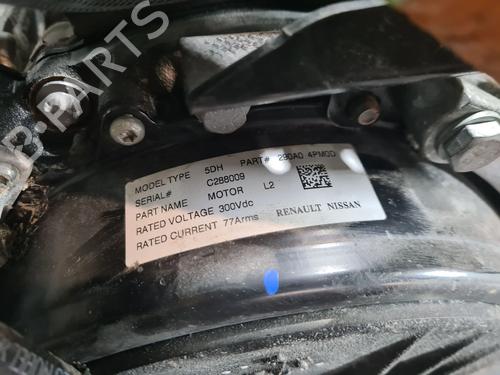 PARTS
MODEL TYPE 5DH PART# 290A0 4PM0D
SERIAL# C288009
PART NAME MOTOR L2
RATED VOLTAGE 300Vdc
RATED CURRENT 77Arms RENAULT NISSAN